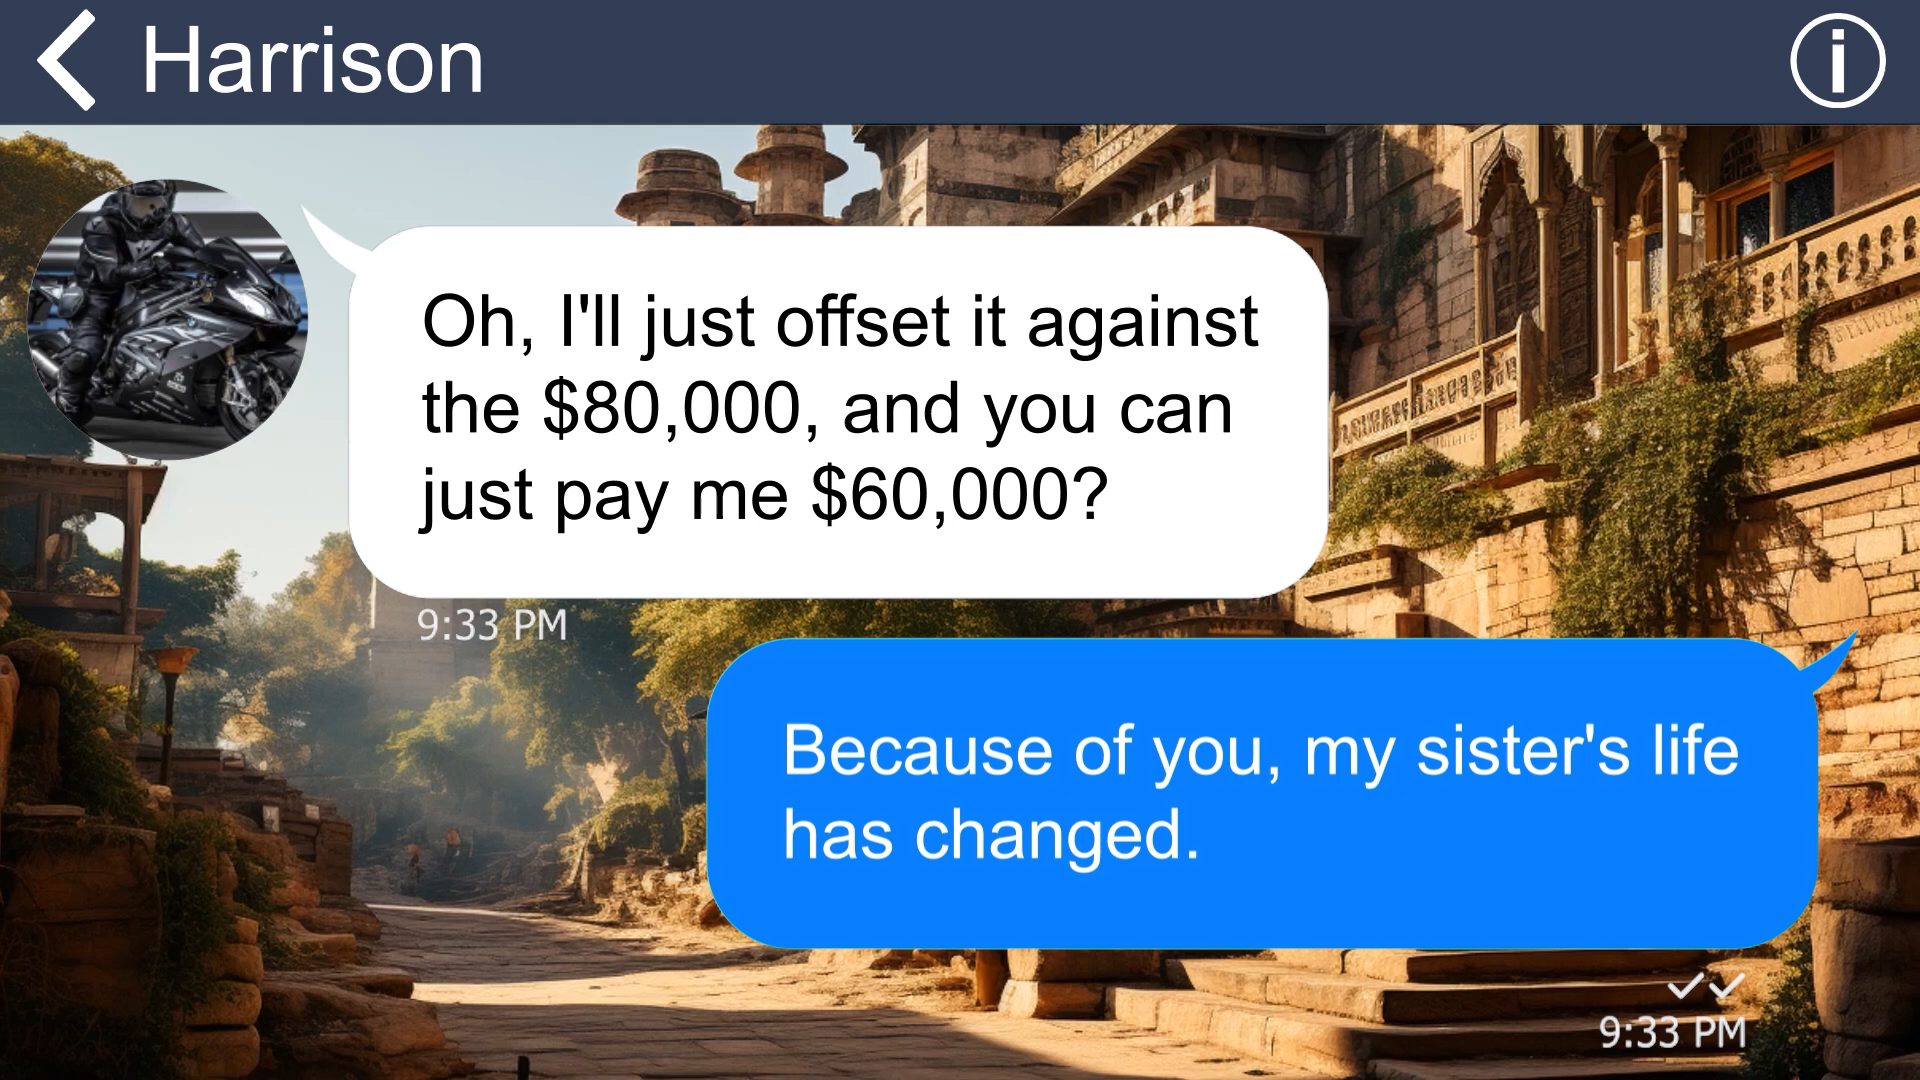 Harrison
Oh, I'll just offset it against
the $80,000, and you can
just pay me $60,000?
9:33 PM
Because of you, my sister's life
has changed.
9:33 PM